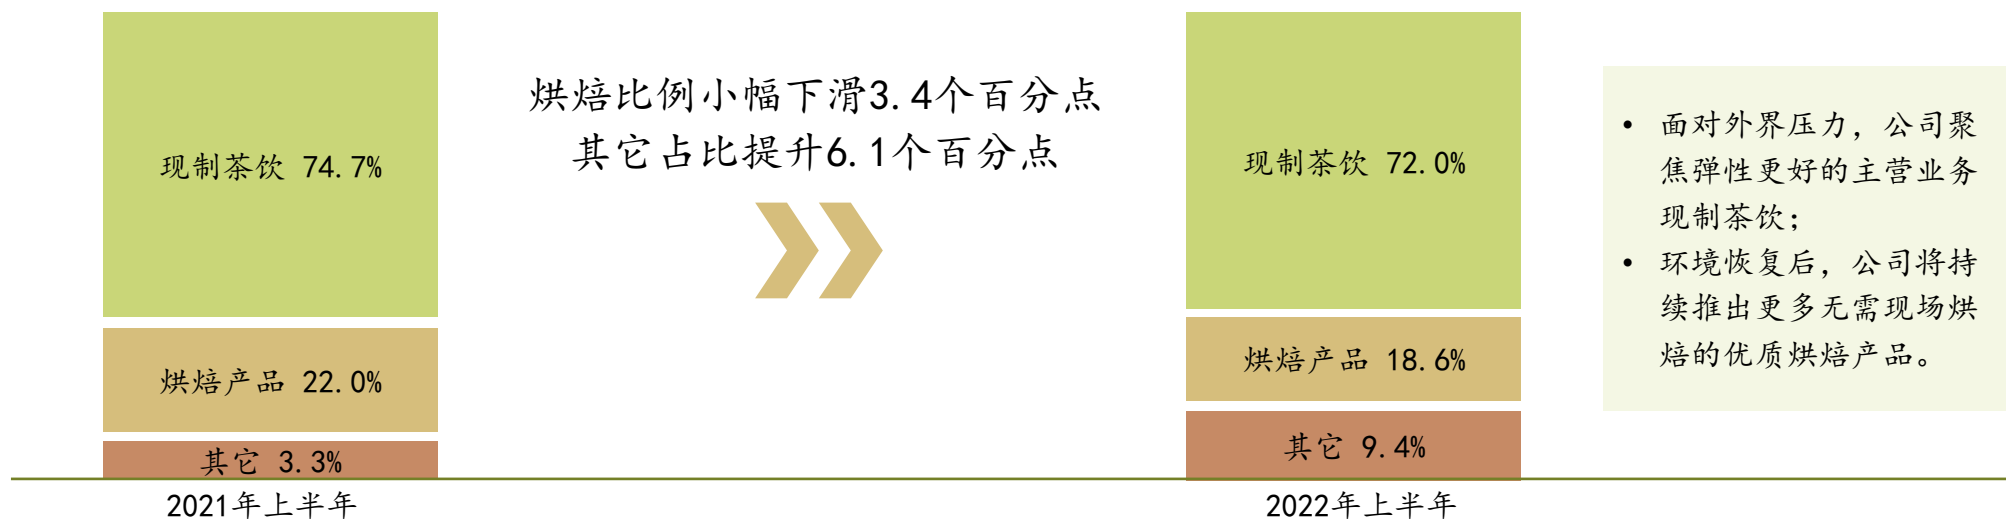 现制茶饮 74.7%
烘焙产品 22.0%
其它 3.3%
2021年上半年
烘焙比例小幅下滑3.4个百分点
其它占比提升6.1个百分点
现制茶饮 72.0%
烘焙产品 18.6%
其它 9.4%
2022年上半年
• 面对外界压力，公司聚
焦弹性更好的主营业务
现制茶饮；
• 环境恢复后，公司将持
续推出更多无需现场烘
焙的优质烘焙产品。